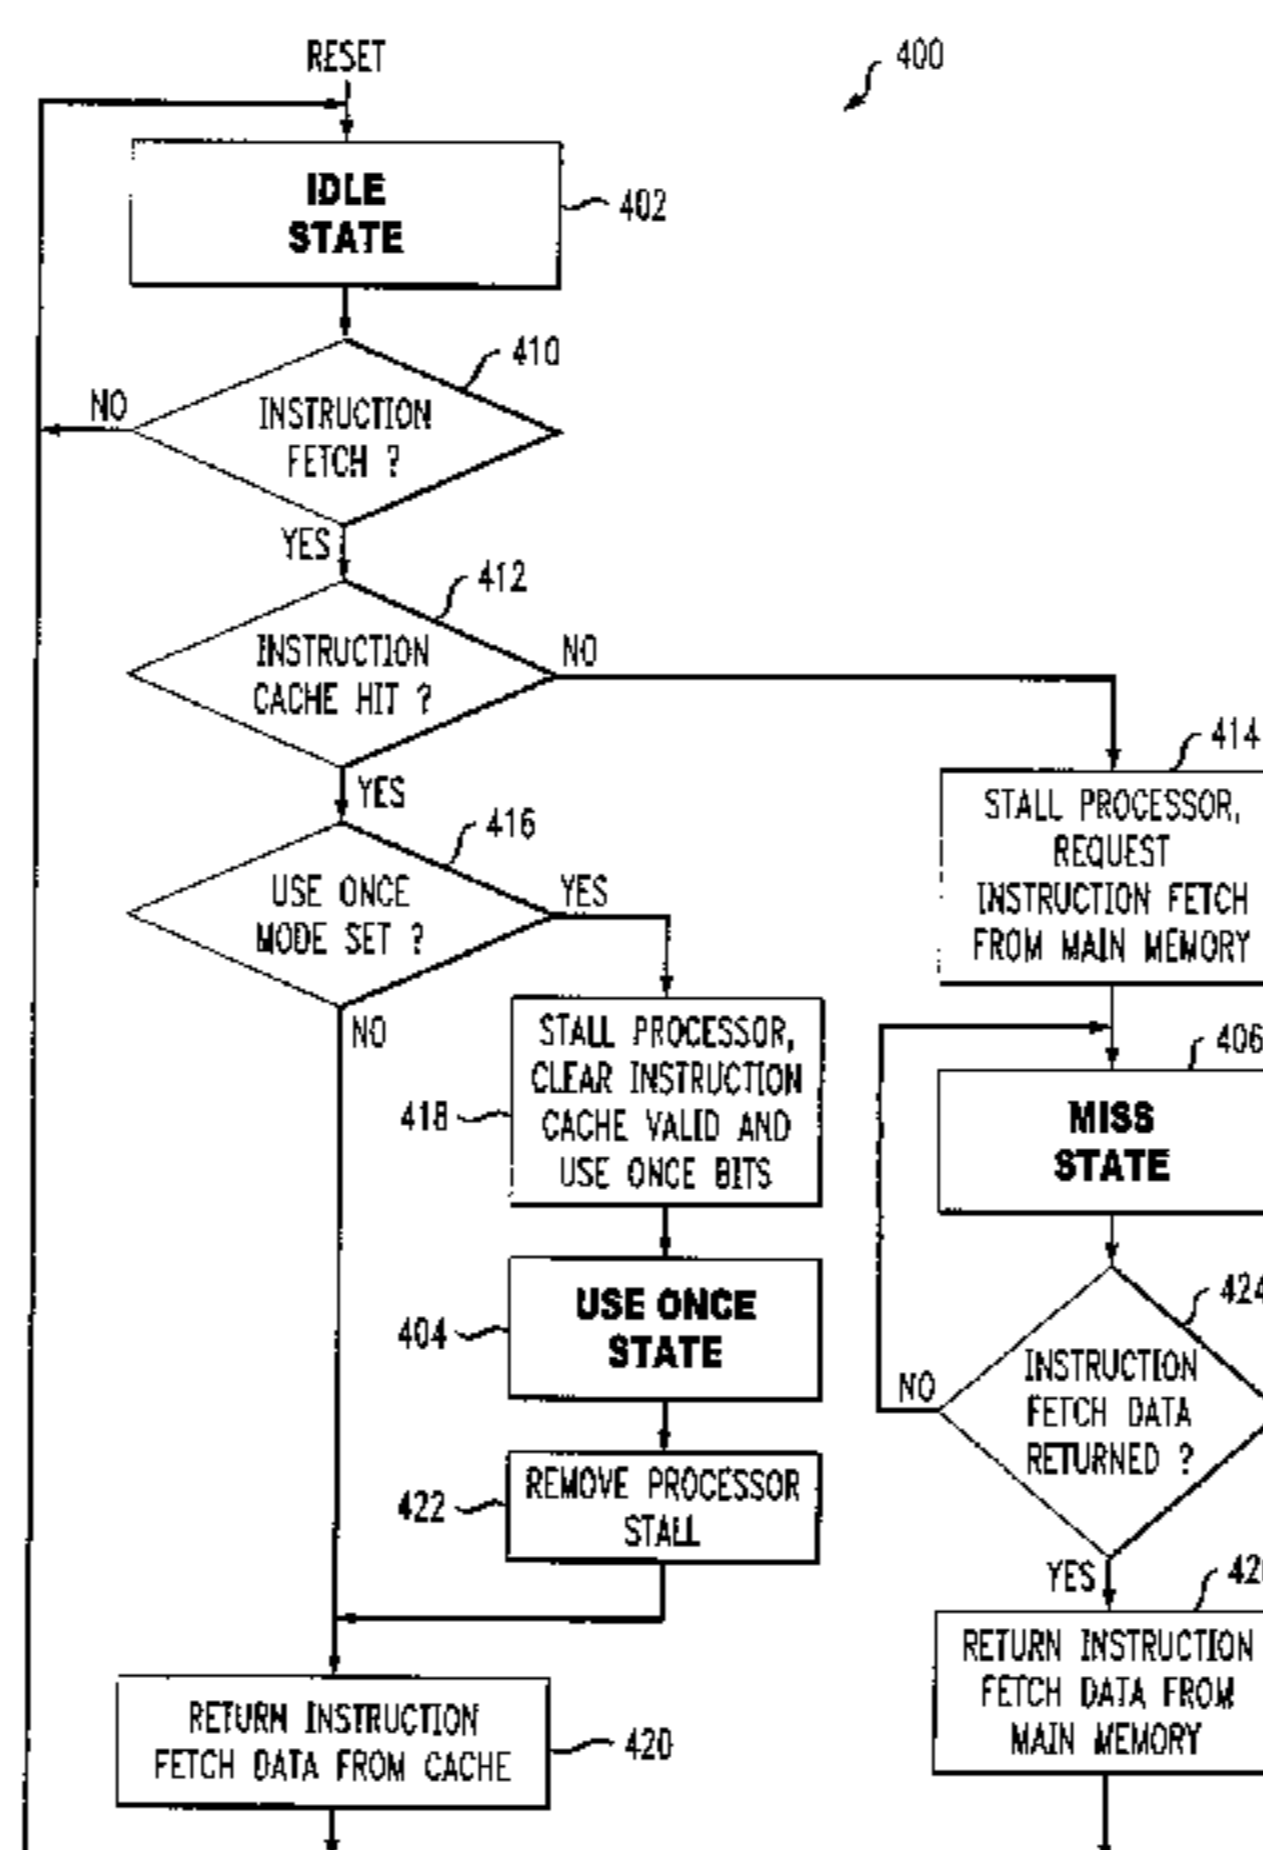 RESET
400
IDLE
STATE
402
410
INSTRUCTION
FETCH ?
NO
YES
412
INSTRUCTION
CACHE HIT ?
NO
YES
414
STALL PROCESSOR,
REQUEST
INSTRUCTION FETCH
FROM MAIN MEMORY
416
USE ONCE
MODE SET ?
YES
NO
STALL PROCESSOR,
CLEAR INSTRUCTION
CACHE VALID AND
USE ONCE BITS
418
406
MISS
STATE
USE ONCE
STATE
404
424
INSTRUCTION
FETCH DATA
RETURNED ?
NO
YES
REMOVE PROCESSOR
STALL
422
RETURN INSTRUCTION
FETCH DATA FROM
MAIN MEMORY
RETURN INSTRUCTION
FETCH DATA FROM CACHE
420